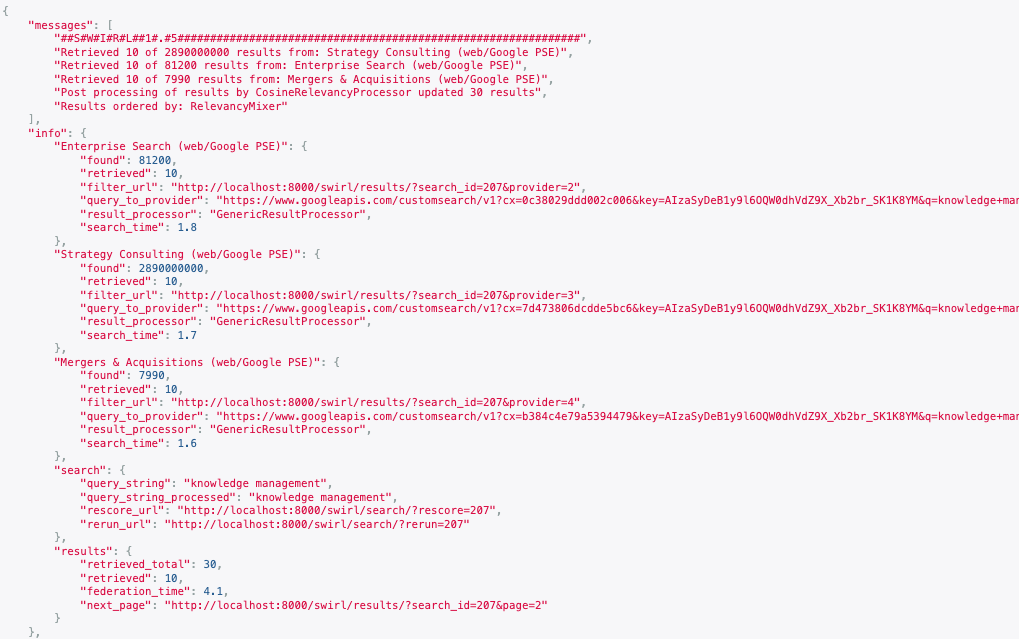 {
    "messages": [
        "##S#W#I#R#L##1#.#5##############################################################",
        "Retrieved 10 of 2890000000 results from: Strategy Consulting (web/Google PSE)",
        "Retrieved 10 of 81200 results from: Enterprise Search (web/Google PSE)",
        "Retrieved 10 of 7990 results from: Mergers & Acquisitions (web/Google PSE)",
        "Post processing of results by CosineRelevancyProcessor updated 30 results",
        "Results ordered by: RelevancyMixer"
    ],
    "info": {
        "Enterprise Search (web/Google PSE)": {
            "found": 81200,
            "retrieved": 10,
            "filter_url": "http://localhost:8000/swirl/results/?search_id=207&provider=2",
            "query_to_provider": "https://www.googleapis.com/customsearch/v1?cx=0c38029ddd002c006&key=AIzaSyDeB1y9l6OQW0dhVdZ9X_Xb2br_SK1K8YM&q=knowledge+mar
            "result_processor": "GenericResultProcessor",
            "search_time": 1.8
        },
        "Strategy Consulting (web/Google PSE)": {
            "found": 2890000000,
            "retrieved": 10,
            "filter_url": "http://localhost:8000/swirl/results/?search_id=207&provider=3",
            "query_to_provider": "https://www.googleapis.com/customsearch/v1?cx=7d473806dcdde5bc6&key=AIzaSyDeB1y9l6OQW0dhVdZ9X_Xb2br_SK1K8YM&q=knowledge+mar
            "result_processor": "GenericResultProcessor",
            "search_time": 1.7
        },
        "Mergers & Acquisitions (web/Google PSE)": {
            "found": 7990,
            "retrieved": 10,
            "filter_url": "http://localhost:8000/swirl/results/?search_id=207&provider=4",
            "query_to_provider": "https://www.googleapis.com/customsearch/v1?cx=b384c4e79a5394479&key=AIzaSyDeB1y9l6OQW0dhVdZ9X_Xb2br_SK1K8YM&q=knowledge+mar
            "result_processor": "GenericResultProcessor",
            "search_time": 1.6
        },
        "search": {
            "query_string": "knowledge management",
            "query_string_processed": "knowledge management",
            "rescore_url": "http://localhost:8000/swirl/search/?rescore=207",
            "rerun_url": "http://localhost:8000/swirl/search/?rerun=207"
        },
        "results": {
            "retrieved_total": 30,
            "retrieved": 10,
            "federation_time": 4.1,
            "next_page": "http://localhost:8000/swirl/results/?search_id=207&page=2"
        }
    },